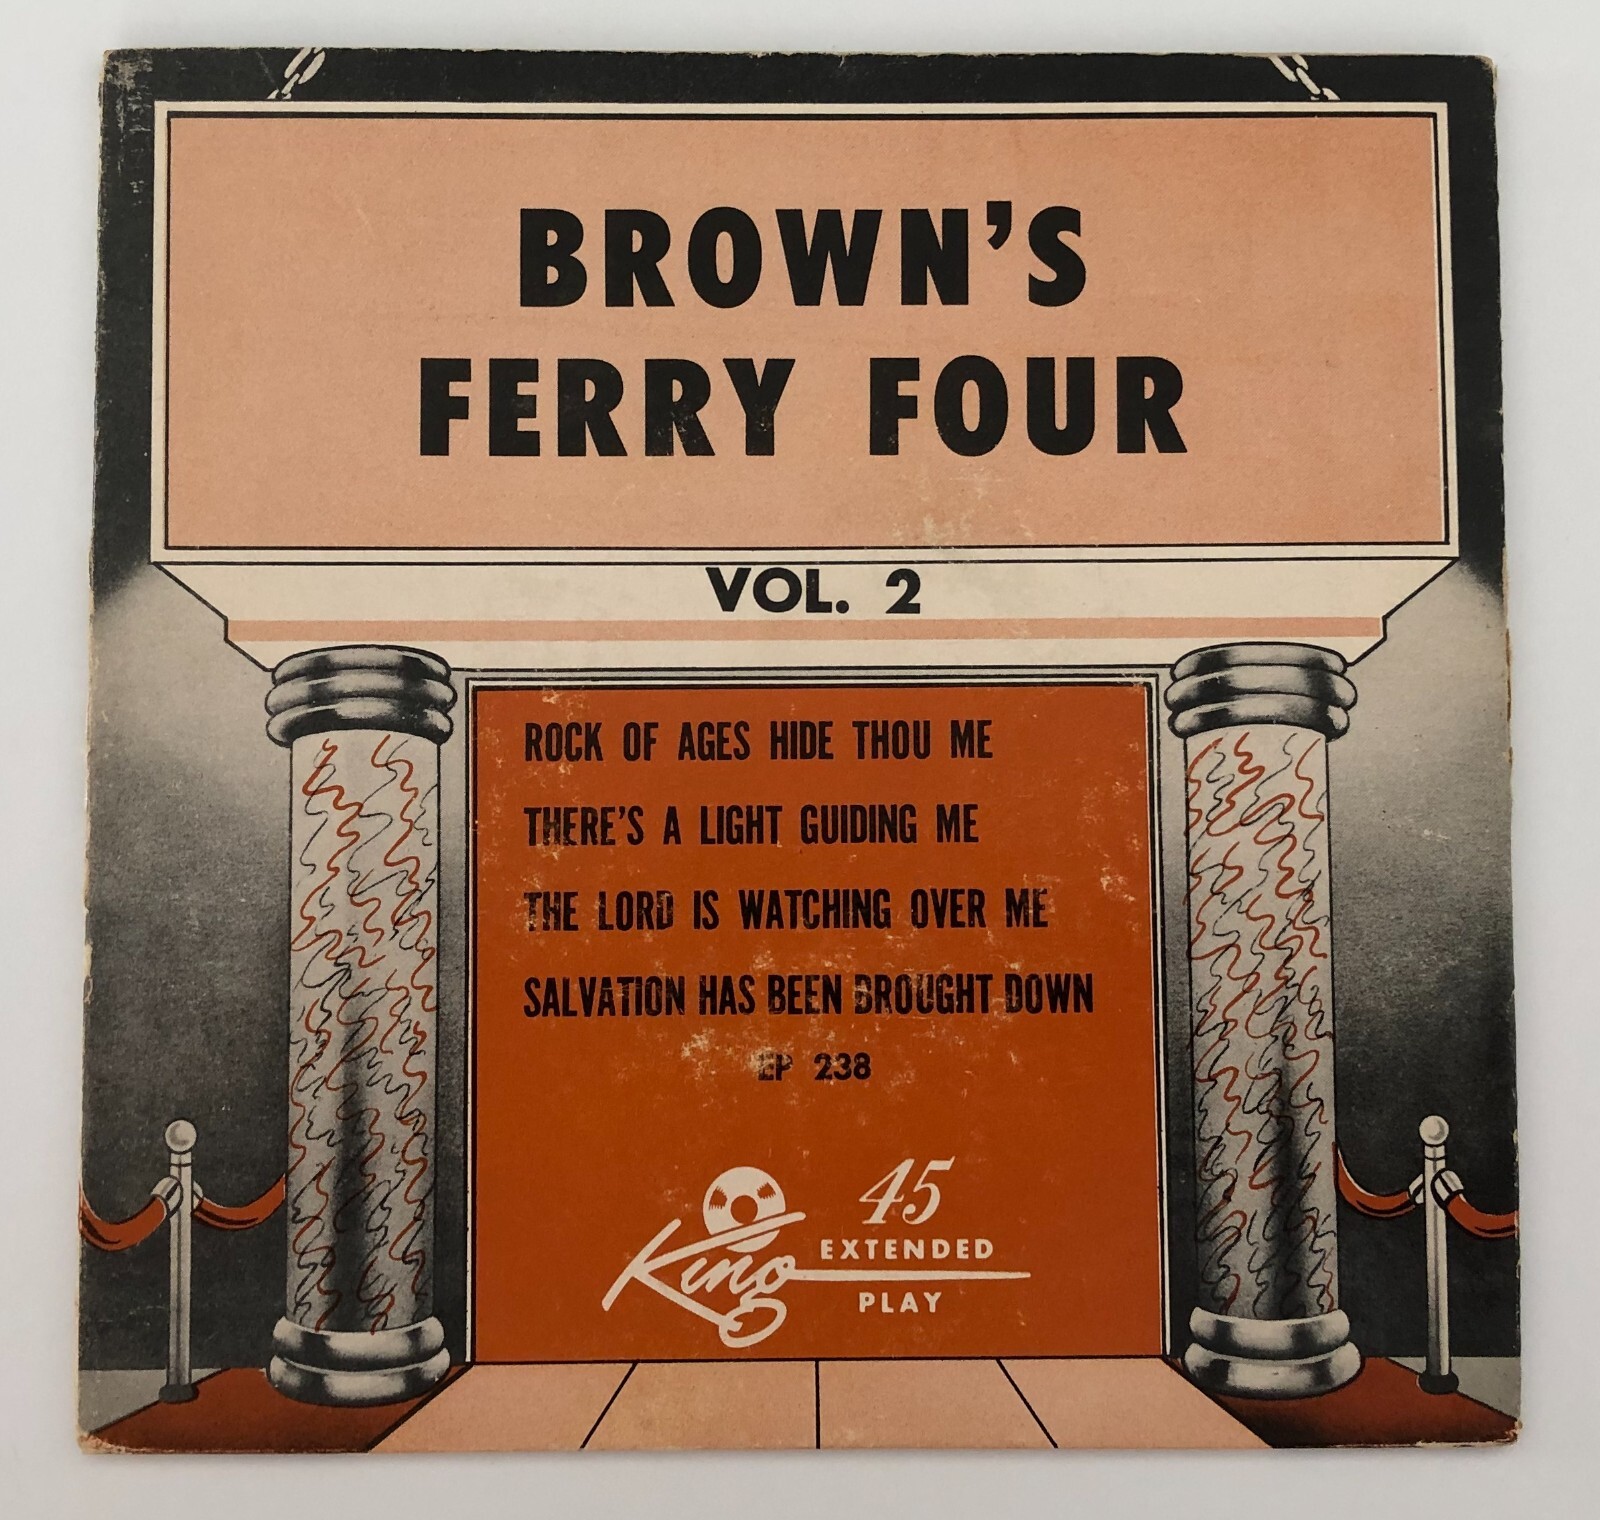 BROWN'S
FERRY FOUR
VOL. 2
ROCK OF AGES HIDE THOU ME
THERE'S A LIGHT GUIDING ME
THE LORD IS WATCHING OVER ME
SALVATION HAS BEEN BROUGHT DOWN
EP 238
King
45
EXTENDED
PLAY